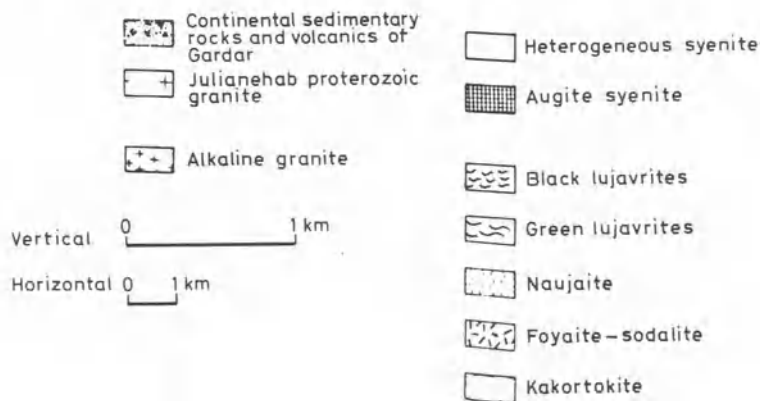 Continental sedimentary
rocks and volcanics of
Gardar
Julianehab proterozoic
granite
Alkaline granite
0 1 km
Vertical
Horizontal 0 1 km
Heterogeneous syenite
Augite syenite
Black lujavrites
Green lujavrites
Naujaite
Foyaite–sodalite
Kakortokite